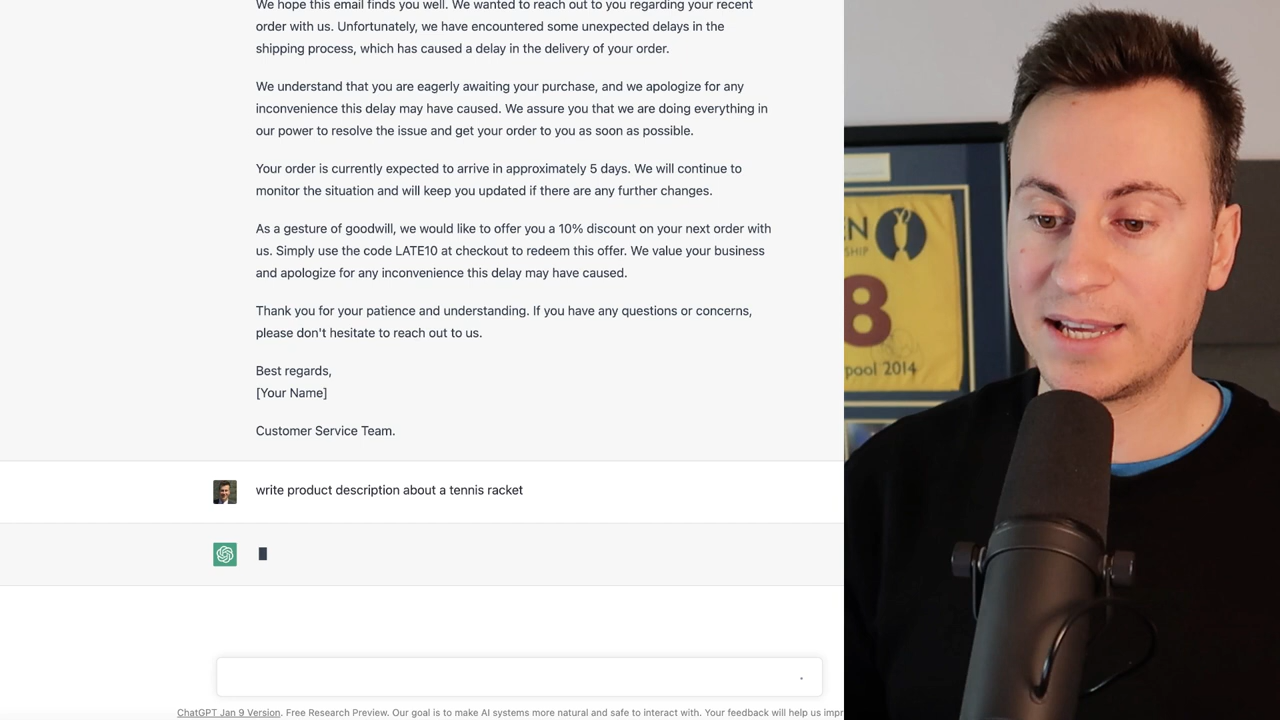 We hope this email finds you well. We wanted to reach out to you regarding your recent
order with us. Unfortunately, we have encountered some unexpected delays in the
shipping process, which has caused a delay in the delivery of your order.
We understand that you are eagerly awaiting your purchase, and we apologize for any
inconvenience this delay may have caused. We assure you that we are doing everything in
our power to resolve the issue and get your order to you as soon as possible.
Your order is currently expected to arrive in approximately 5 days. We will continue to
monitor the situation and will keep you updated if there are any further changes.
As a gesture of goodwill, we would like to offer you a 10% discount on your next order with
us. Simply use the code LATE10 at checkout to redeem this offer. We value your business
and apologize for any inconvenience this delay may have caused.
Thank you for your patience and understanding. If you have any questions or concerns,
please don't hesitate to reach out to us.
Best regards,
[Your Name]
Customer Service Team.
write product description about a tennis racket
ChatGPT Jan 9 Version. Free Research Preview. Our goal is to make AI systems more natural and safe to interact with. Your feedback will help us impr
EN
SHIP
8
pool 2014